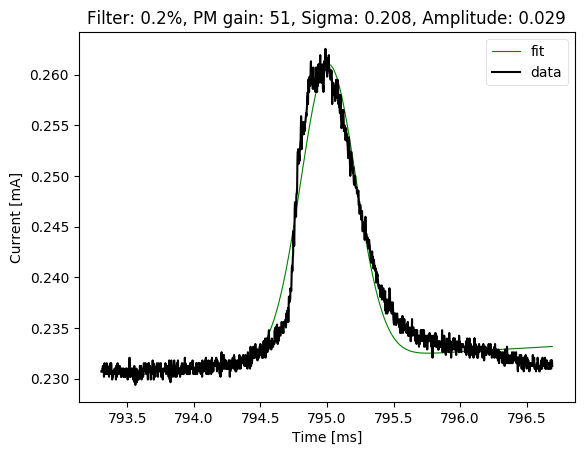 Filter: 0.2%, PM gain: 51, Sigma: 0.208, Amplitude: 0.029
fit
data
0.260
0.255
0.250
0.245
0.240
0.235
0.230
Current [mA]
793.5 794.0 794.5 795.0 795.5 796.0 796.5
Time [ms]